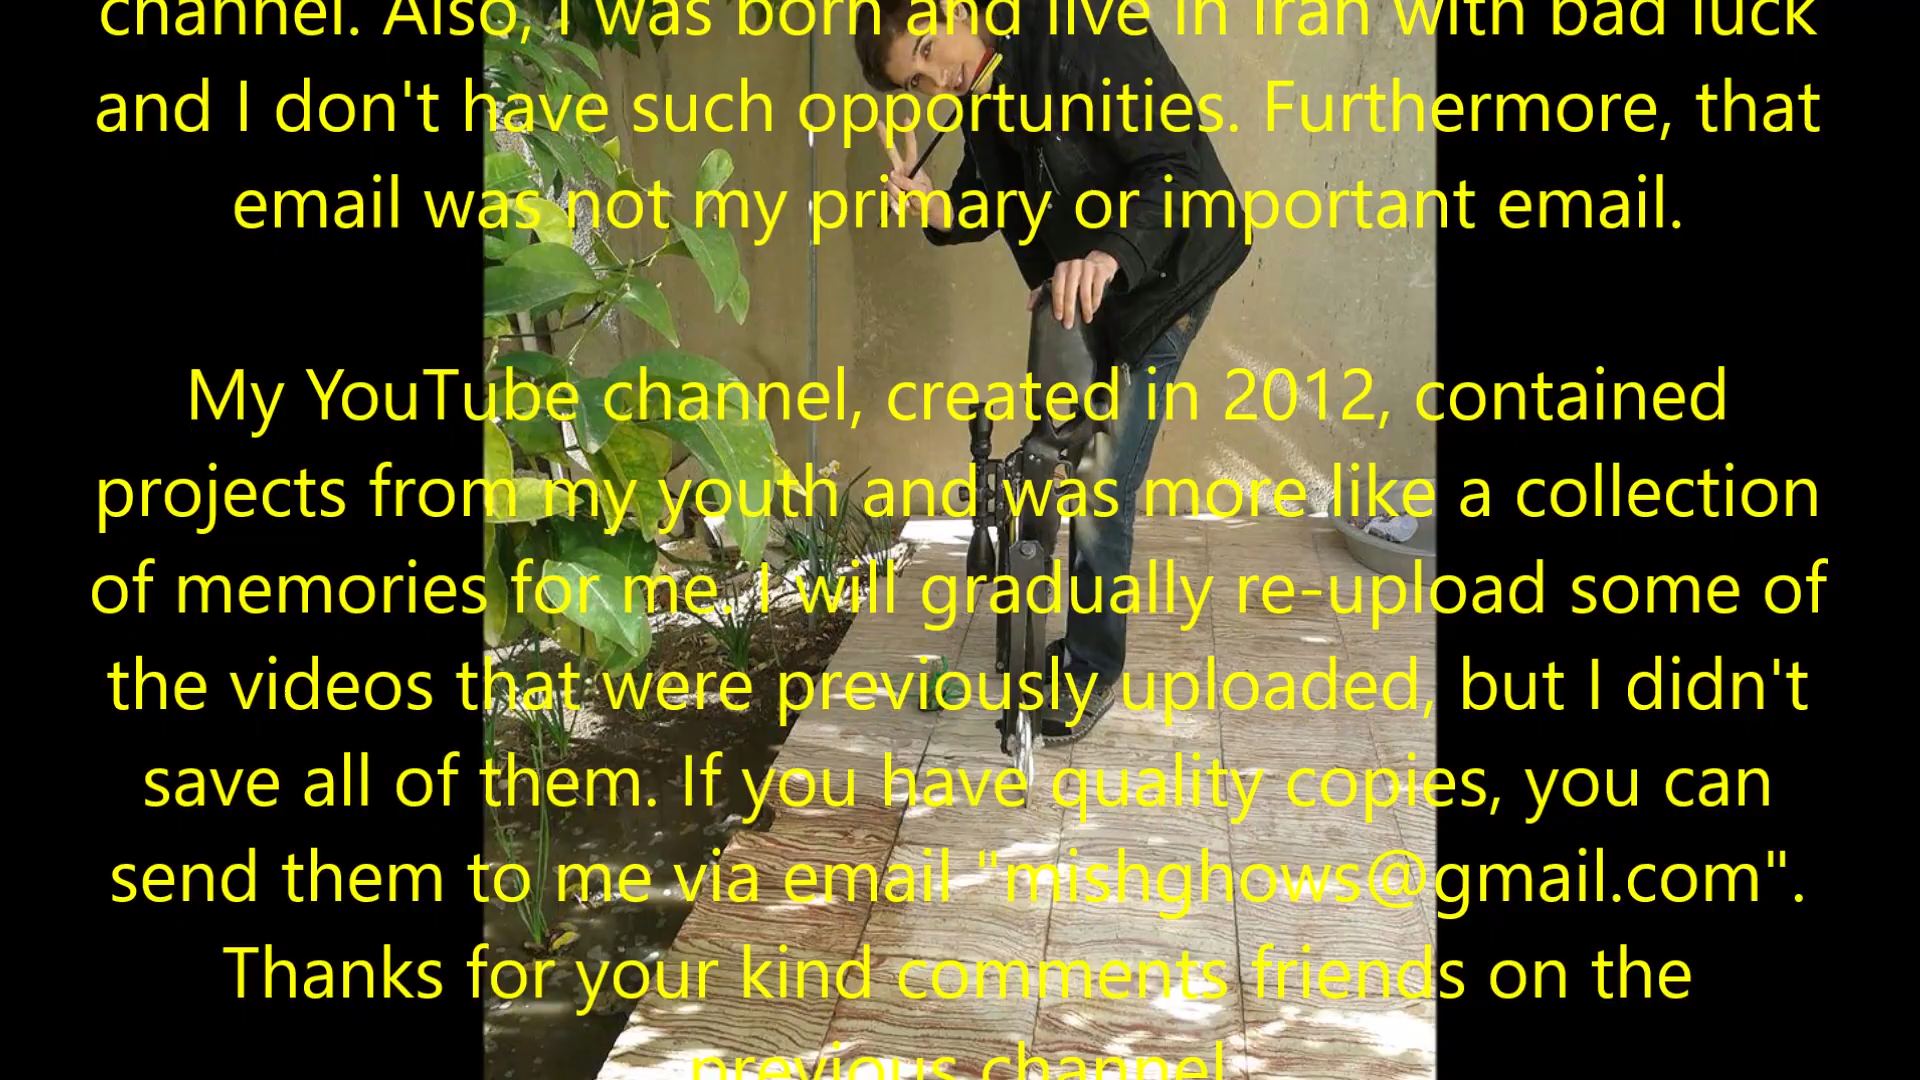 channel. Also, I was born and live in Iran with bad luck
and I don't have such opportunities. Furthermore, that
email was not my primary or important email.
My YouTube channel, created in 2012, contained
projects from my youth and was more like a collection
of memories for me. I will gradually re-upload some of
the videos that were previously uploaded, but I didn't
save all of them. If you have quality copies, you can
send them to me via email "mishghows@gmail.com".
Thanks for your kind comments friends on the
previous channel